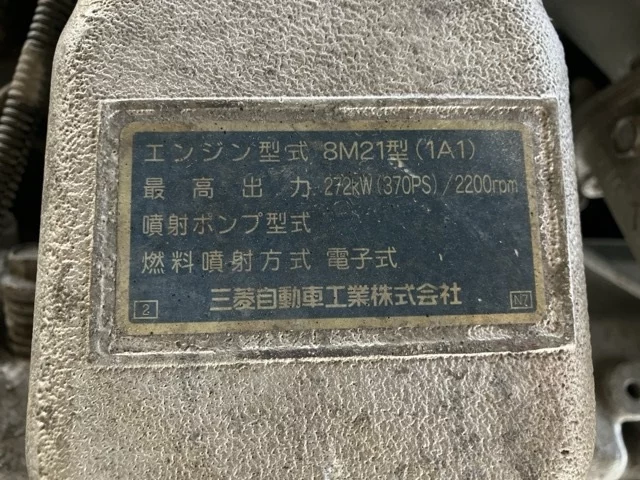 エンジン型式 8M21型(1A1)
最高出力 272kW(370PS)/2200rpm
噴射ポンプ型式
燃料噴射方式 電子式
2 三菱自動車工業株式会社 N7